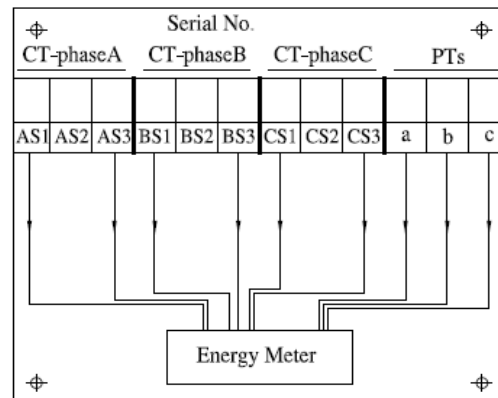 Serial No.
CT-phaseA CT-phaseB CT-phaseC PTs
AS1 AS2 AS3 BS1 BS2 BS3 CS1 CS2 CS3 a b c
Energy Meter